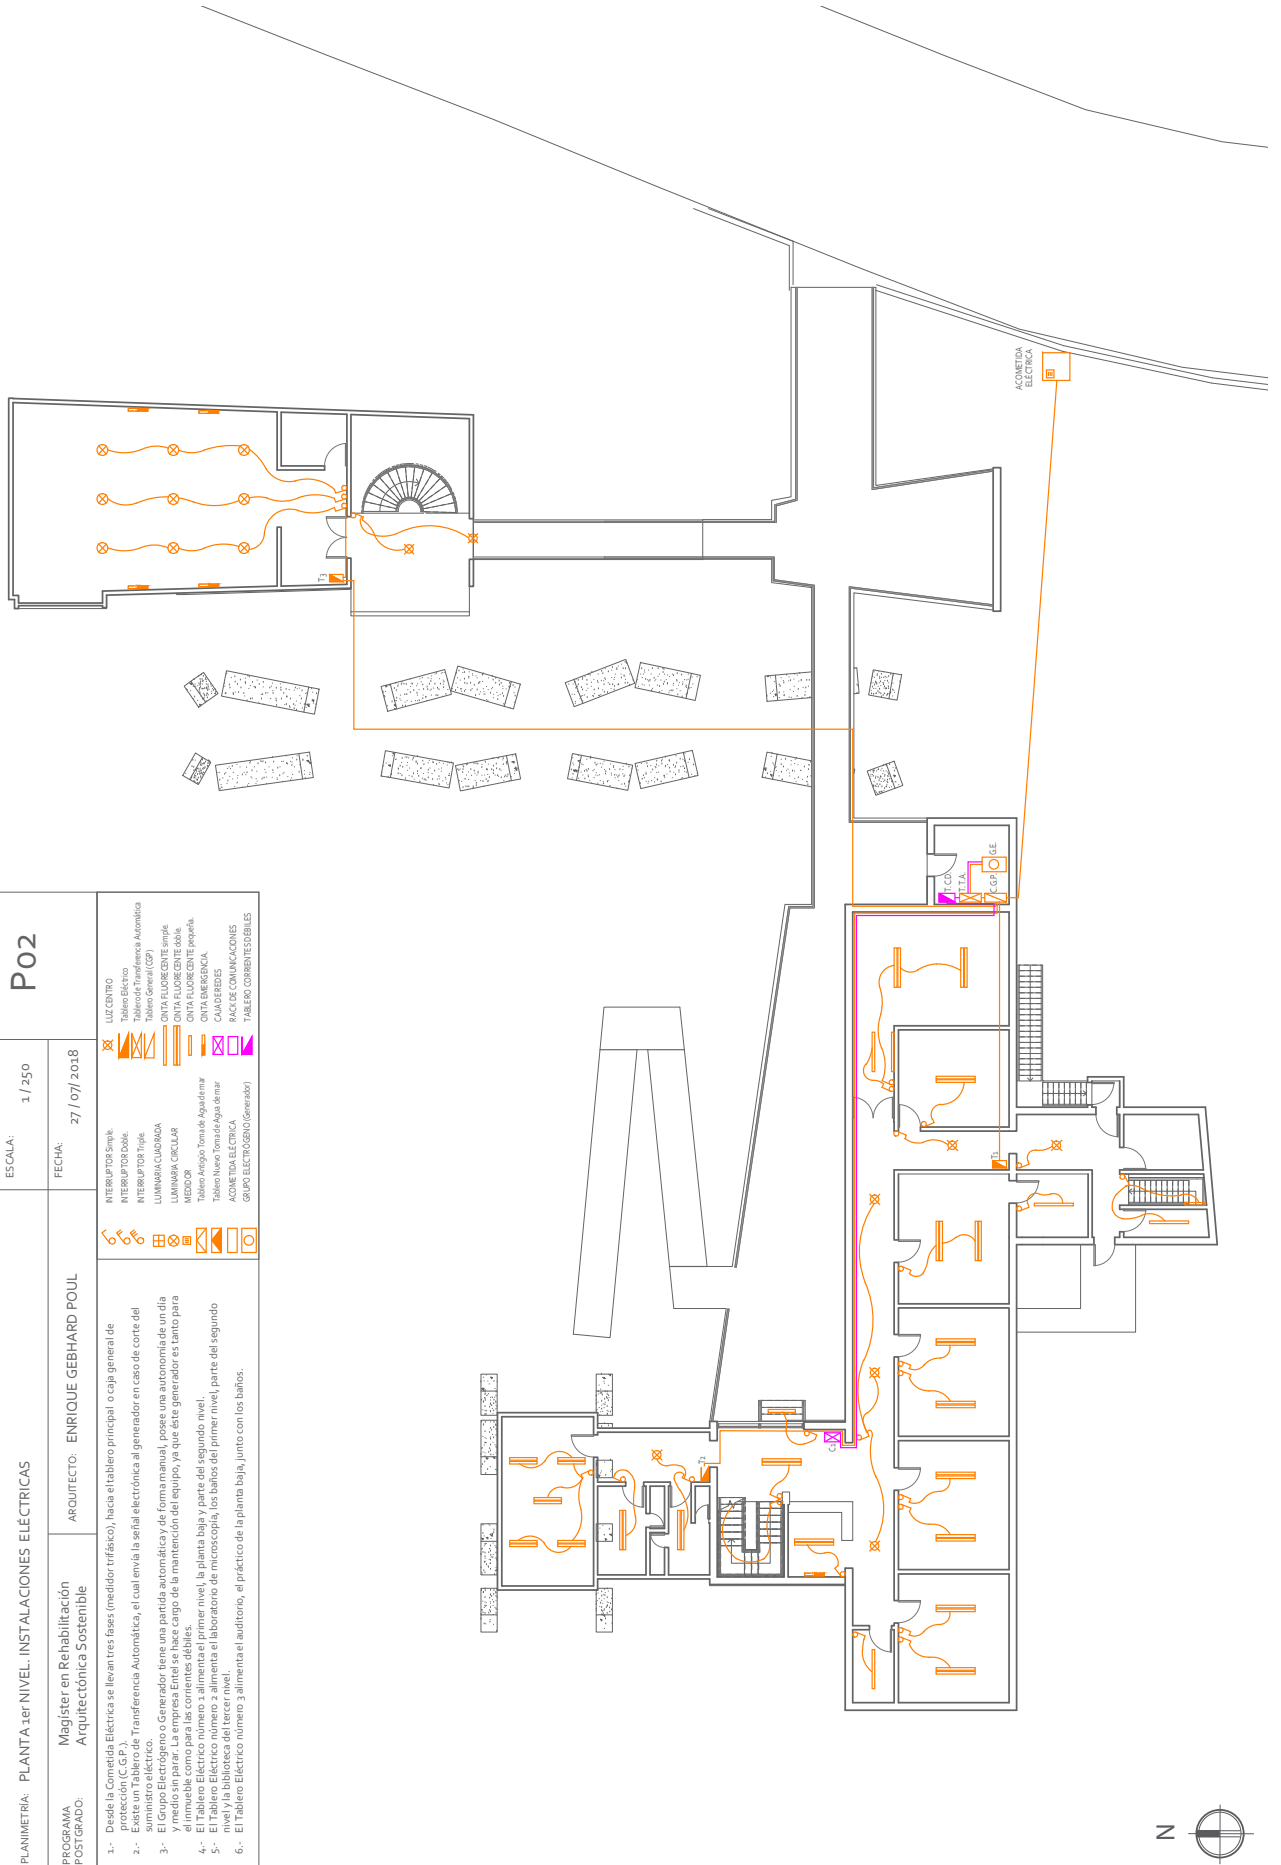 PLANIMETRÍA: PLANTA 1er NIVEL. INSTALACIONES ELÉCTRICAS
ESCALA:
1 / 250
P02
PROGRAMA
POSTGRADO:
Magíster en Rehabilitación
Arquitectónica Sostenible
ARQUITECTO: ENRIQUE GEBHARD POUL
FECHA:
27 / 07/ 2018
1.- Desde la Cometida Eléctrica se llevan tres fases (medidor trifásico), hacia el tablero principal o caja general de
protección (C.G.P.).
2.- Existe un Tablero de Transferencia Automática, el cual envía la señal electrónica al generador en caso de corte del
suministro eléctrico.
3.- El Grupo Electrógeno o Generador tiene una partida automática y de forma manual, posee una autonomía de un día
y medio sin parar. La empresa Entel se hace cargo de la mantención del equipo, ya que éste generador es tanto para
el inmueble como para las corrientes débiles.
4.- El Tablero Eléctrico número 1 alimenta el primer nivel, la planta baja y parte del segundo nivel.
5.- El Tablero Eléctrico número 2 alimenta el laboratorio de microscopía, los baños del primer nivel, parte del segundo
nivel y la biblioteca del tercer nivel.
6.- El Tablero Eléctrico número 3 alimenta el auditorio, el práctico de la planta baja, junto con los baños.
INTERRUPTOR Simple.
INTERRUPTOR Doble.
INTERRUPTOR Triple.
LUMINARIA CUADRADA
LUMINARIA CIRCULAR
MEDIDOR
Tablero Antigüo Toma de Agua de mar
Tablero Nuevo Toma de Agua de mar
ACOMETIDA ELÉCTRICA
GRUPO ELECTRÓGENO (Generador)
LUZ CENTRO
Tablero Eléctrico
Tablero de Transferencia Automática
Tablero General (CGP)
CINTA FLUORECENTE simple.
CINTA FLUORECENTE doble.
CINTA FLUORECENTE pequeña.
CINTA EMERGENCIA.
CAJA DE REDES
RACK DE COMUNICACIONES
TABLERO CORRIENTES DÉBILES
ACOMETIDA
ELÉCTRICA
T3
T.C.D.
T.T.A.
C.G.P.
G.E.
T1
T2
C1
N